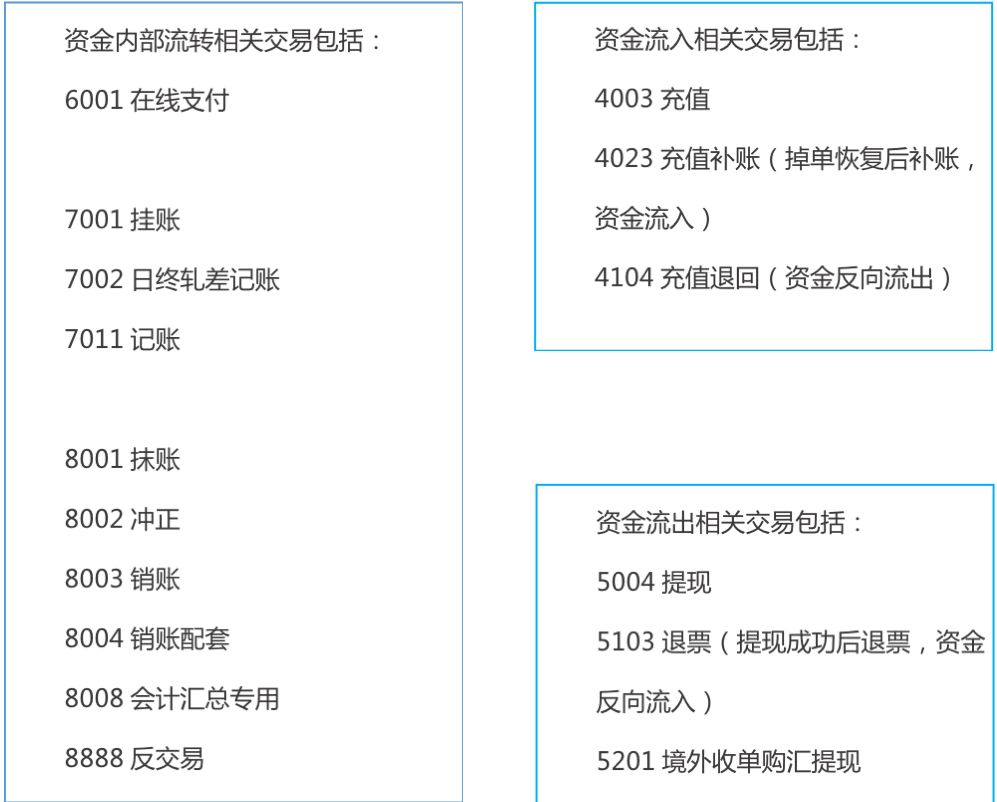 资金内部流转相关交易包括：
6001 在线支付
7001 挂账
7002 日终轧差记账
7011 记账
8001 抹账
8002 冲正
8003 销账
8004 销账配套
8008 会计汇总专用
8888 反交易
资金流入相关交易包括：
4003 充值
4023 充值补账（掉单恢复后补账，
资金流入）
4104 充值退回（资金反向流出）
资金流出相关交易包括：
5004 提现
5103 退票（提现成功后退票，资金
反向流入）
5201 境外收单购汇提现